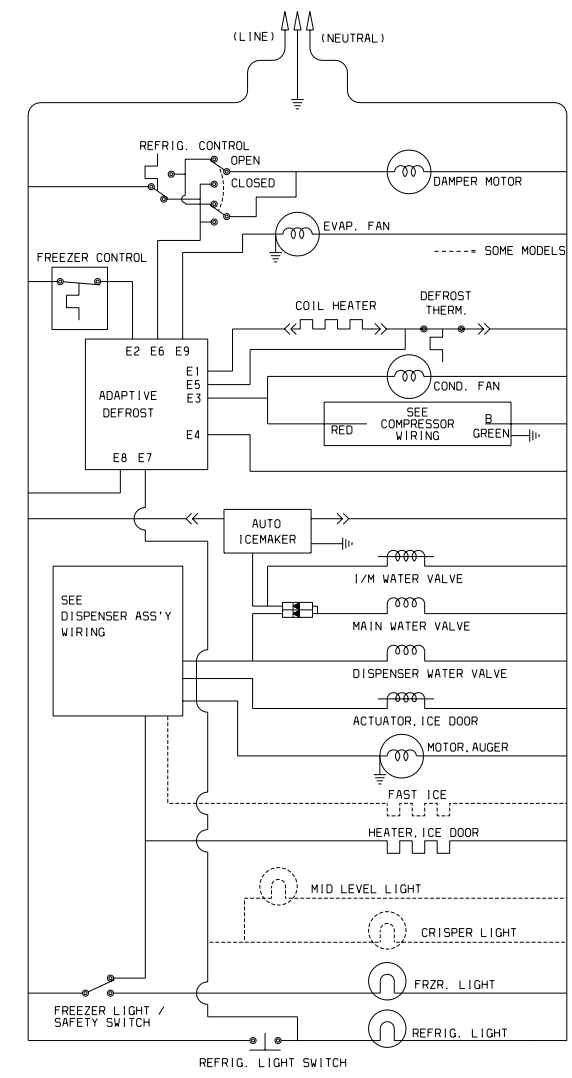 (LINE) (NEUTRAL)
REFRIG. CONTROL
OPEN
CLOSED
DAMPER MOTOR
EVAP. FAN
-----= SOME MODELS
FREEZER CONTROL
COIL HEATER
DEFROST
THERM.
E2 E6 E9
E1
E5
E3
E4
E8 E7
ADAPTIVE
DEFROST
COND. FAN
SEE
COMPRESSOR
WIRING
RED
B
GREEN
AUTO
ICEMAKER
I/M WATER VALVE
SEE
DISPENSER ASS'Y
WIRING
MAIN WATER VALVE
DISPENSER WATER VALVE
ACTUATOR, ICE DOOR
MOTOR, AUGER
FAST ICE
HEATER, ICE DOOR
MID LEVEL LIGHT
CRISPER LIGHT
FRZR. LIGHT
FREEZER LIGHT /
SAFETY SWITCH
REFRIG. LIGHT
REFRIG. LIGHT SWITCH